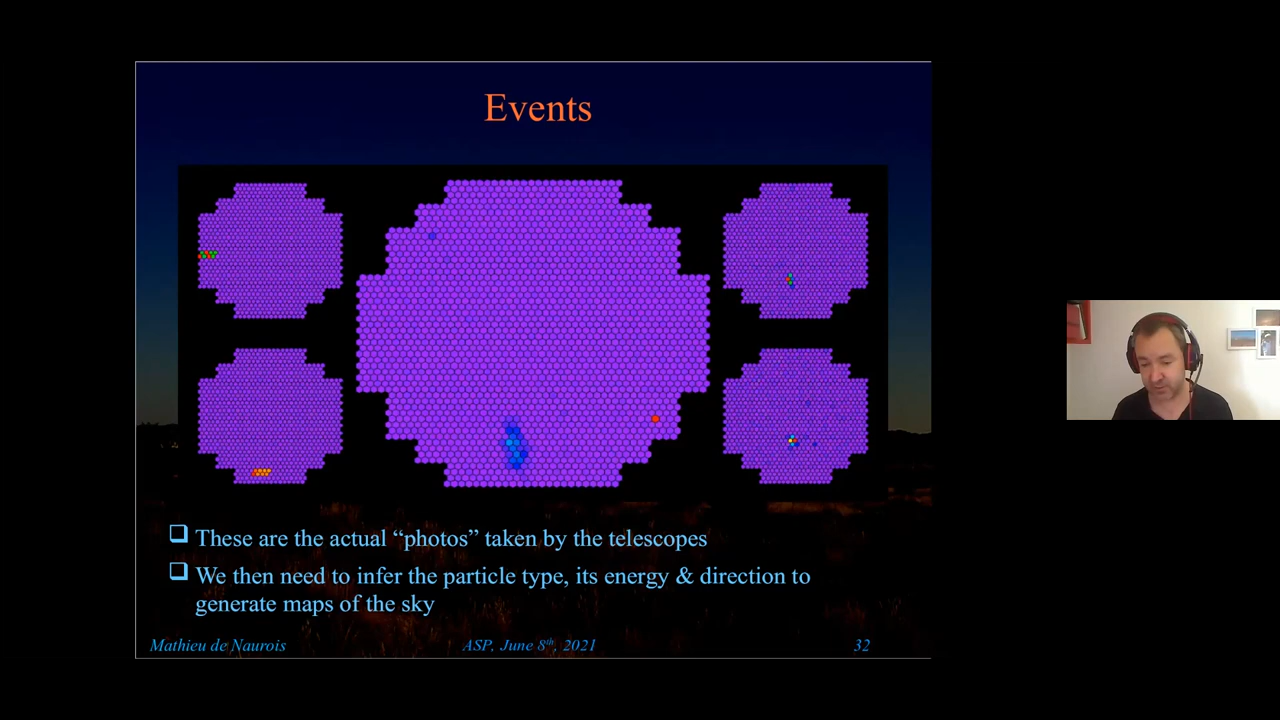 Events
❑ These are the actual “photos” taken by the telescopes
❑ We then need to infer the particle type, its energy & direction to
generate maps of the sky
Mathieu de Naurois
ASP, June 8th, 2021
32